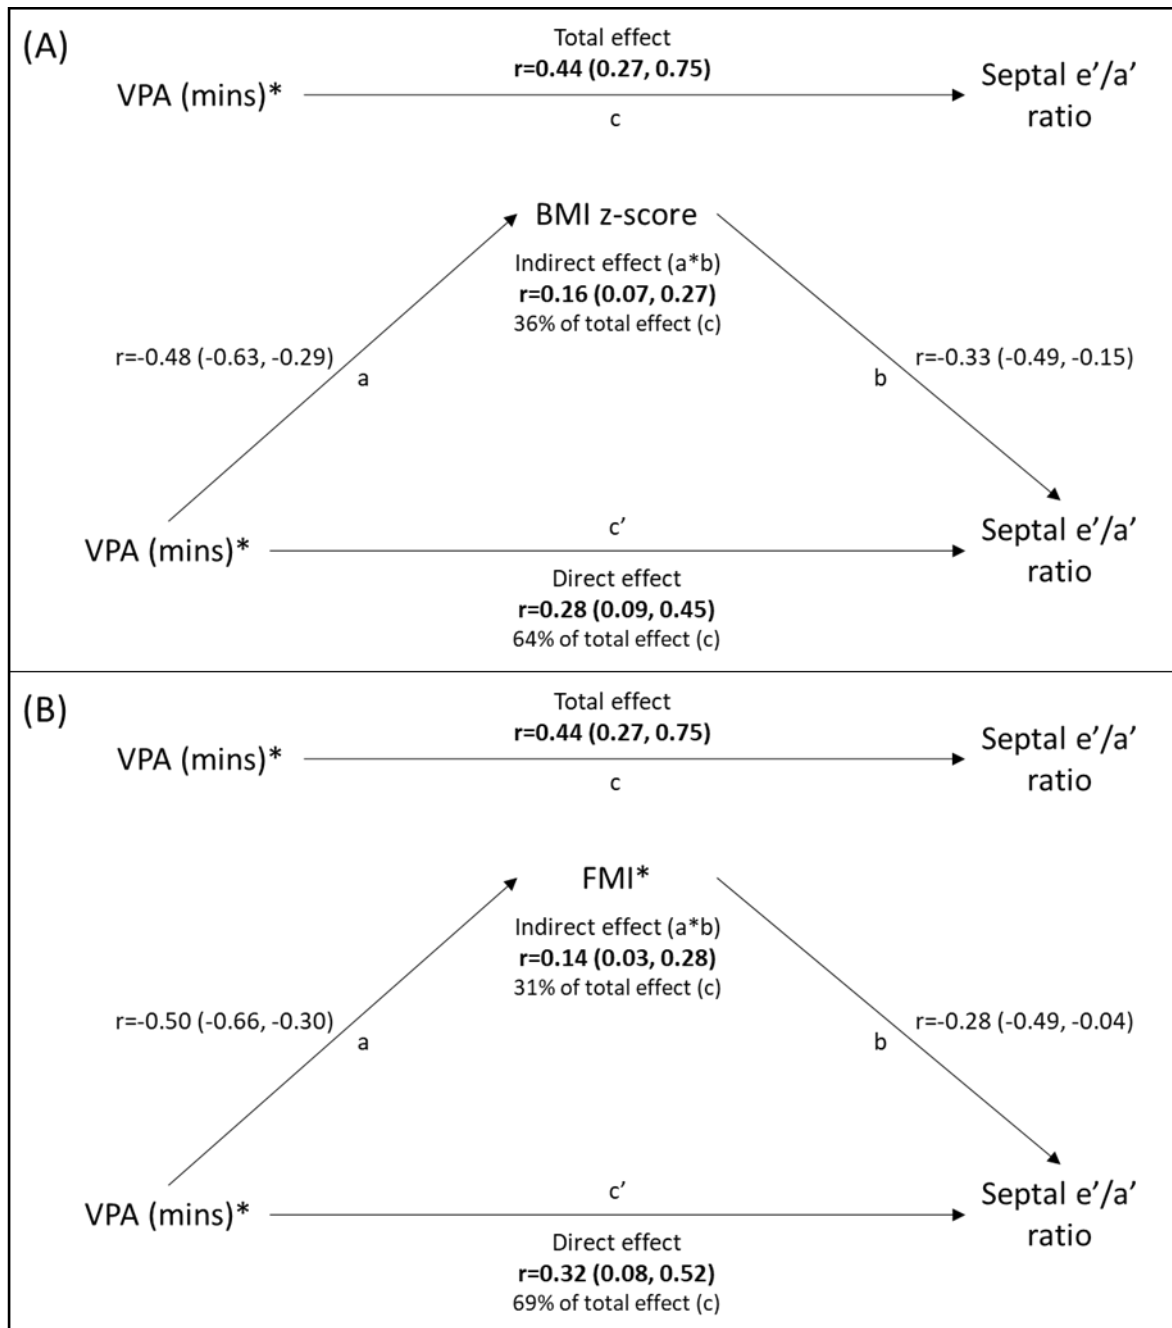 (A)
Total effect
r=0.44 (0.27, 0.75)
VPA (mins)*
c
Septal e’/a’
ratio
BMI z-score
Indirect effect (a*b)
r=0.16 (0.07, 0.27)
36% of total effect (c)
r=-0.48 (-0.63, -0.29)
a
b
r=-0.33 (-0.49, -0.15)
VPA (mins)*
c’
Septal e’/a’
ratio
Direct effect
r=0.28 (0.09, 0.45)
64% of total effect (c)
(B)
Total effect
r=0.44 (0.27, 0.75)
VPA (mins)*
c
Septal e’/a’
ratio
FMI*
Indirect effect (a*b)
r=0.14 (0.03, 0.28)
31% of total effect (c)
r=-0.50 (-0.66, -0.30)
a
b
r=-0.28 (-0.49, -0.04)
VPA (mins)*
c’
Septal e’/a’
ratio
Direct effect
r=0.32 (0.08, 0.52)
69% of total effect (c)